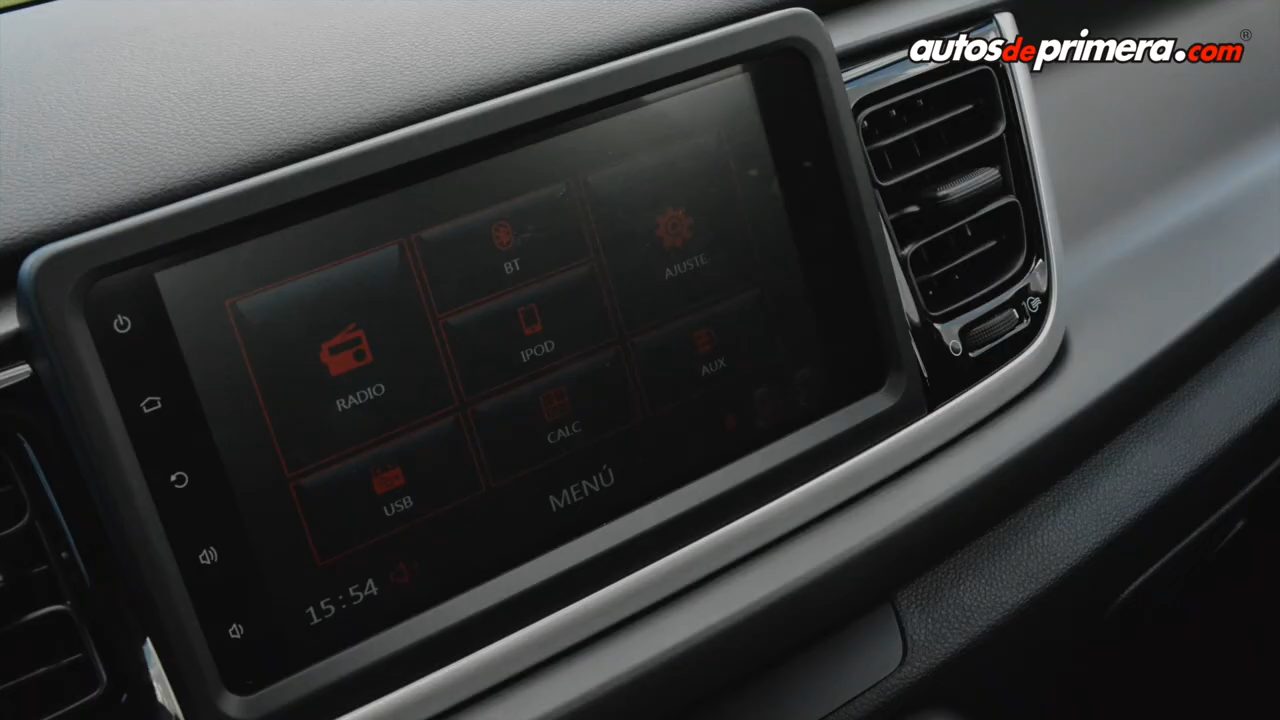 autosdeprimera.com®
BT
AJUSTE
RADIO
IPOD
AUX
CALC
USB
MENÚ
15:54